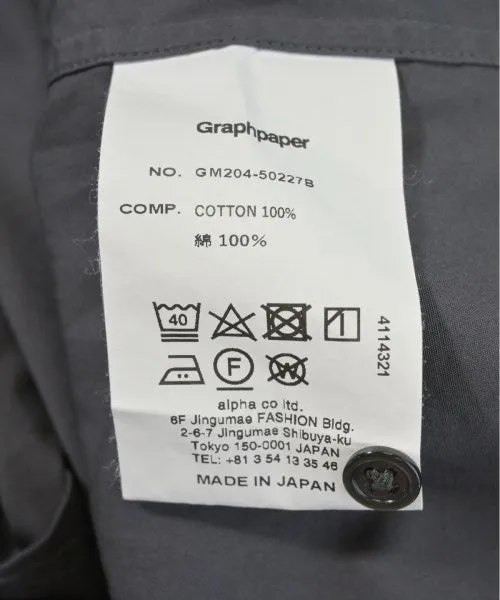 Graphpaper
NO. GM204-50227B
COMP. COTTON 100%
綿 100%
40
4114321
F
W
alpha co ltd.
6F Jingumae FASHION Bldg.
2-6-7 Jingumae Shibuya-ku
Tokyo 150-0001 JAPAN
TEL: +81 3 54 13 35 46
MADE IN JAPAN